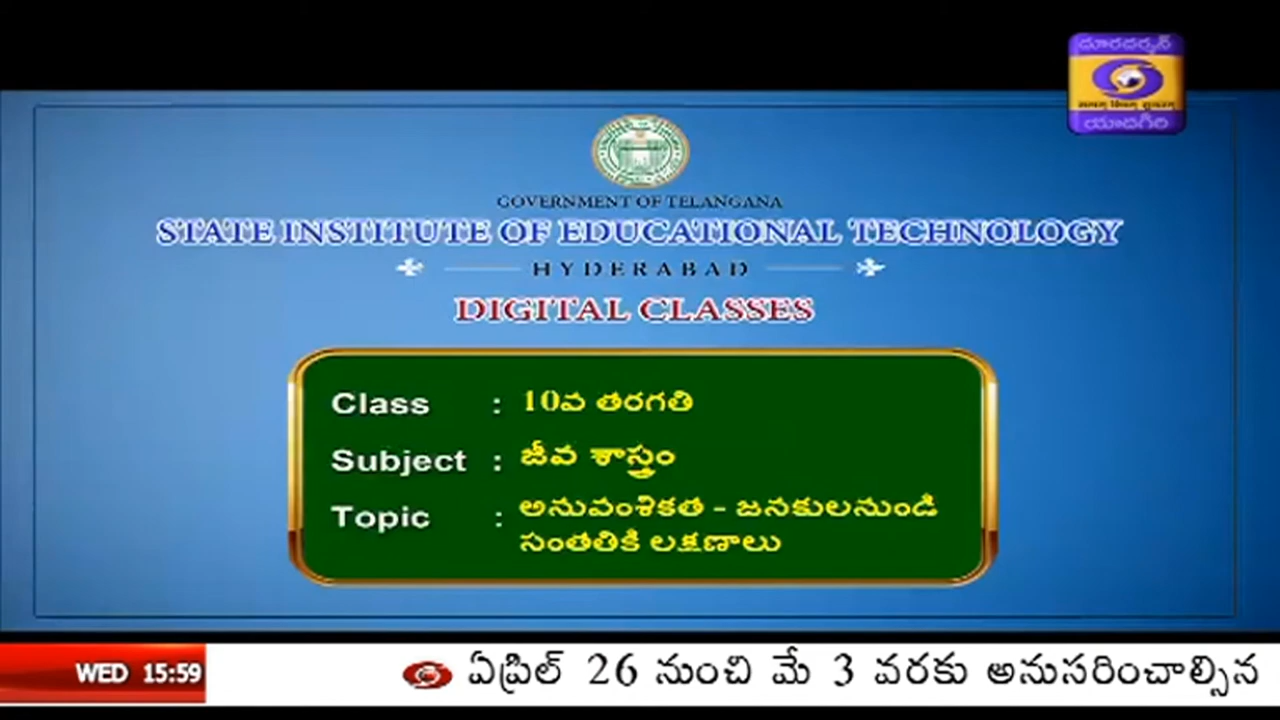 దూరదర్శన్
యాదగిరి
GOVERNMENT OF TELANGANA
STATE INSTITUTE OF EDUCATIONAL TECHNOLOGY
HYDERABAD
DIGITAL CLASSES
Class : 10వ తరగతి
Subject : జీవ శాస్త్రం
Topic : అనువంశికత - జనకులనుండి
సంతతికి లక్షణాలు
WED 15:59 ఏప్రిల్ 26 నుంచి మే 3 వరకు అనుసరించాల్సిన